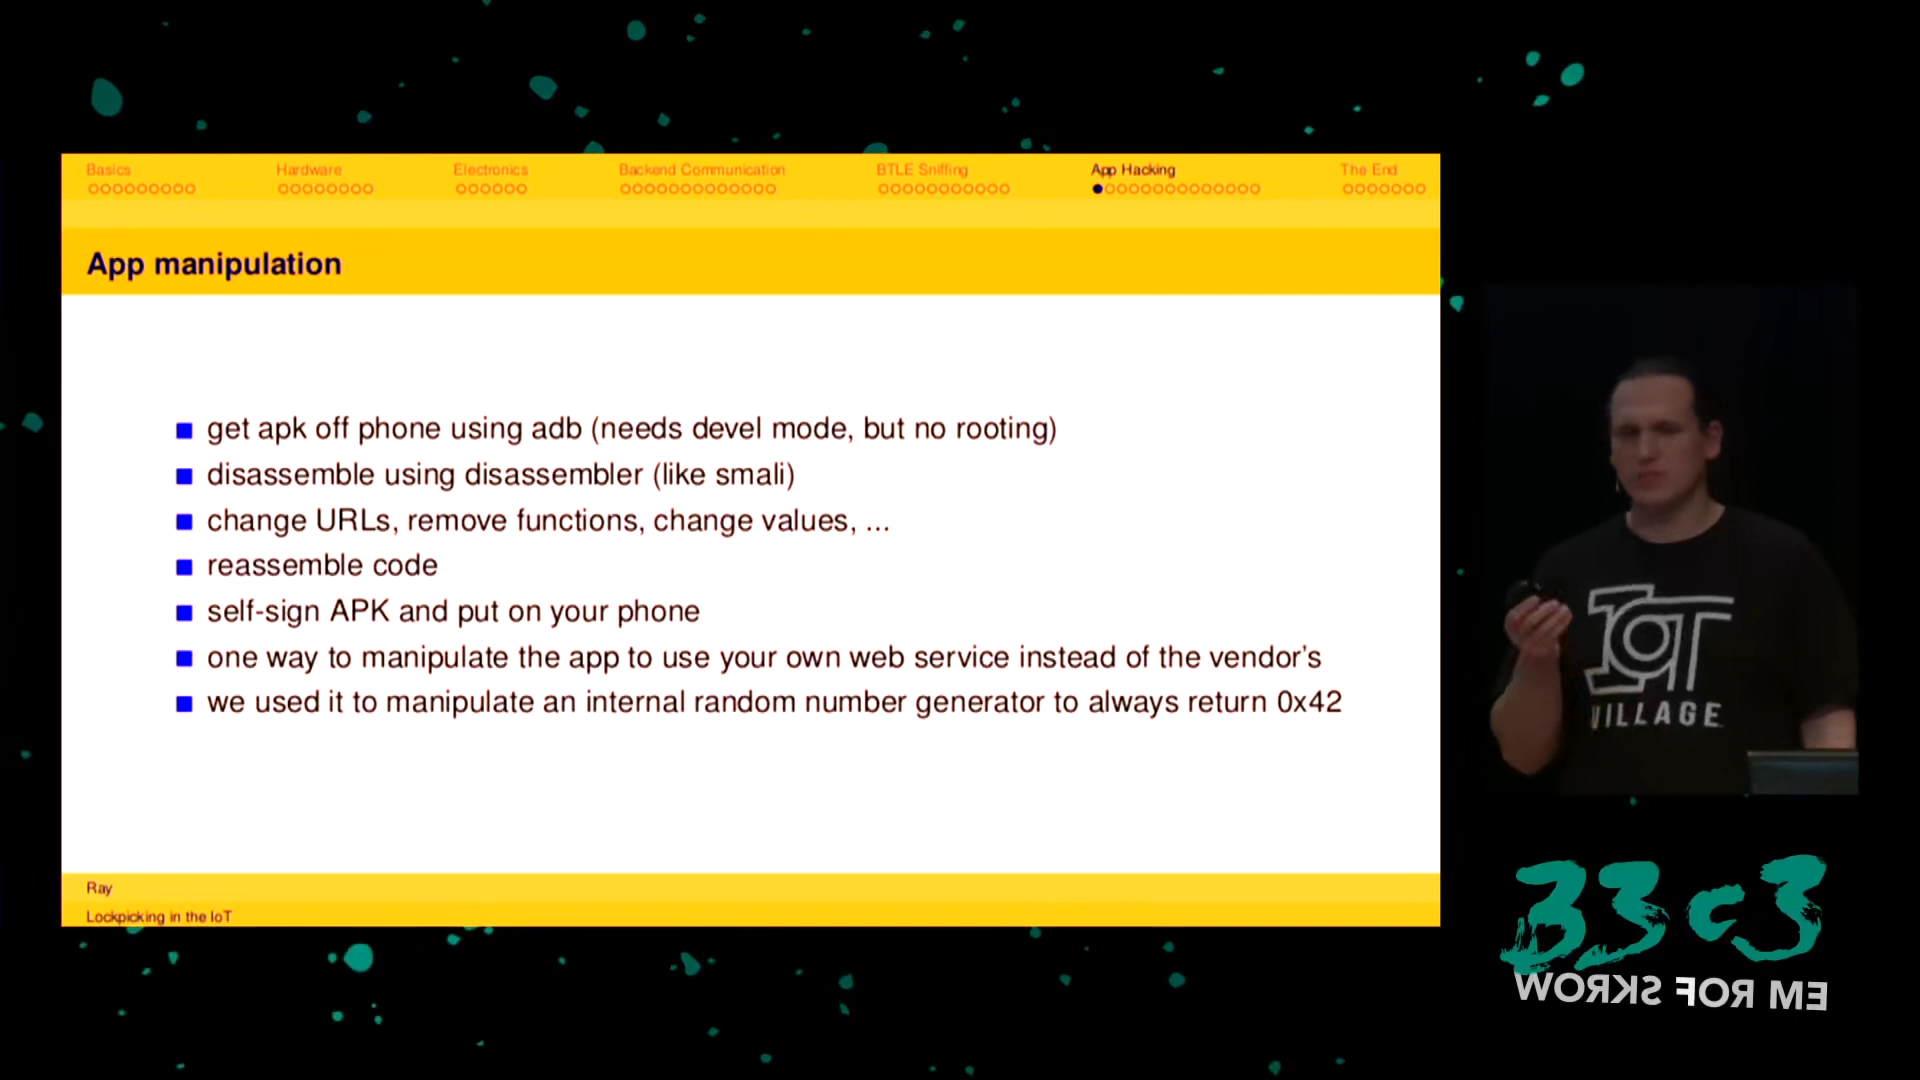 Basics Hardware Electronics Backend Communication BTLE Sniffing App Hacking The End
App manipulation
get apk off phone using adb (needs devel mode, but no rooting)
disassemble using disassembler (like smali)
change URLs, remove functions, change values, ...
reassemble code
self-sign APK and put on your phone
one way to manipulate the app to use your own web service instead of the vendor's
we used it to manipulate an internal random number generator to always return 0x42
Ray
Lockpicking in the IoT
IoT
VILLAGE
33c3
WORKS FOR ME